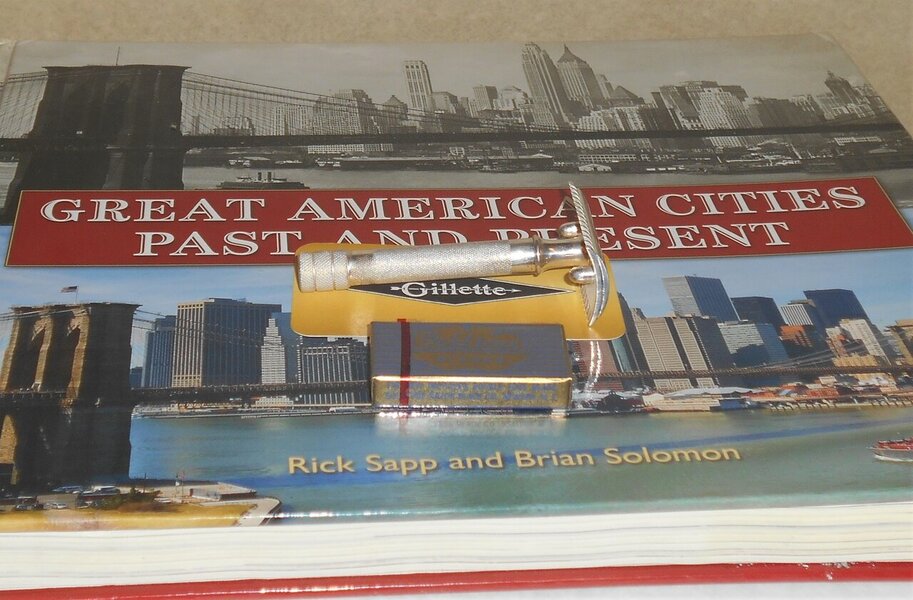 GREAT AMERICAN CITIES
PAST AND PRESENT
Gillette
Rick Sapp and Brian Solomon